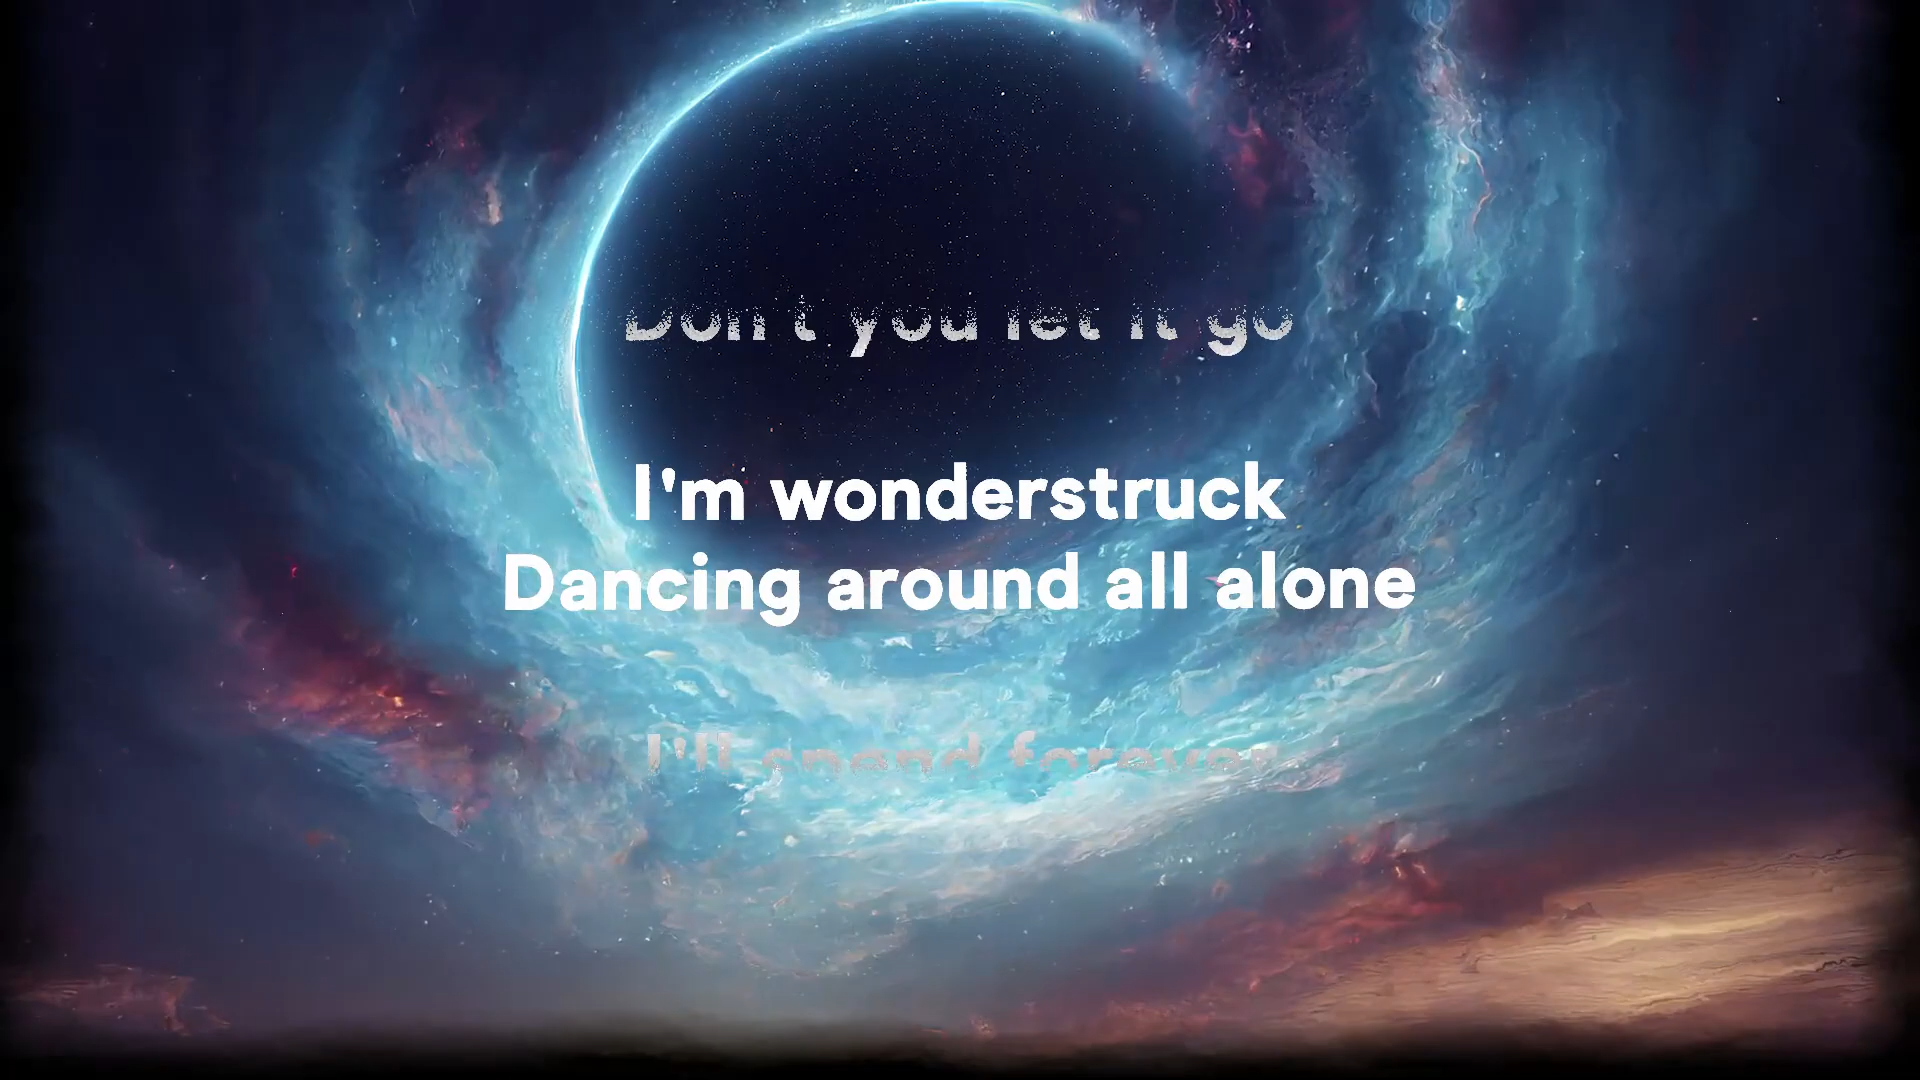 Don't you let it go
I'm wonderstruck
Dancing around all alone
I'll spend forever